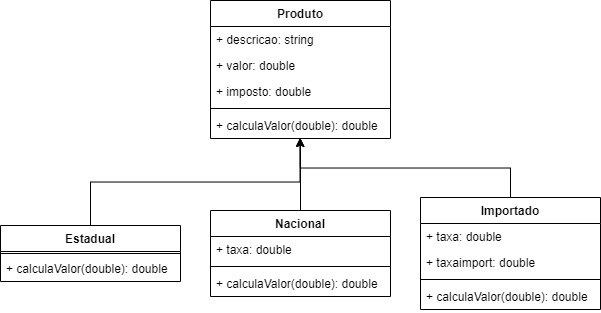 Produto
+ descricao: string
+ valor: double
+ imposto: double
+ calculaValor(double): double
Estadual
+ calculaValor(double): double
Nacional
+ taxa: double
+ calculaValor(double): double
Importado
+ taxa: double
+ taxaimport: double
+ calculaValor(double): double